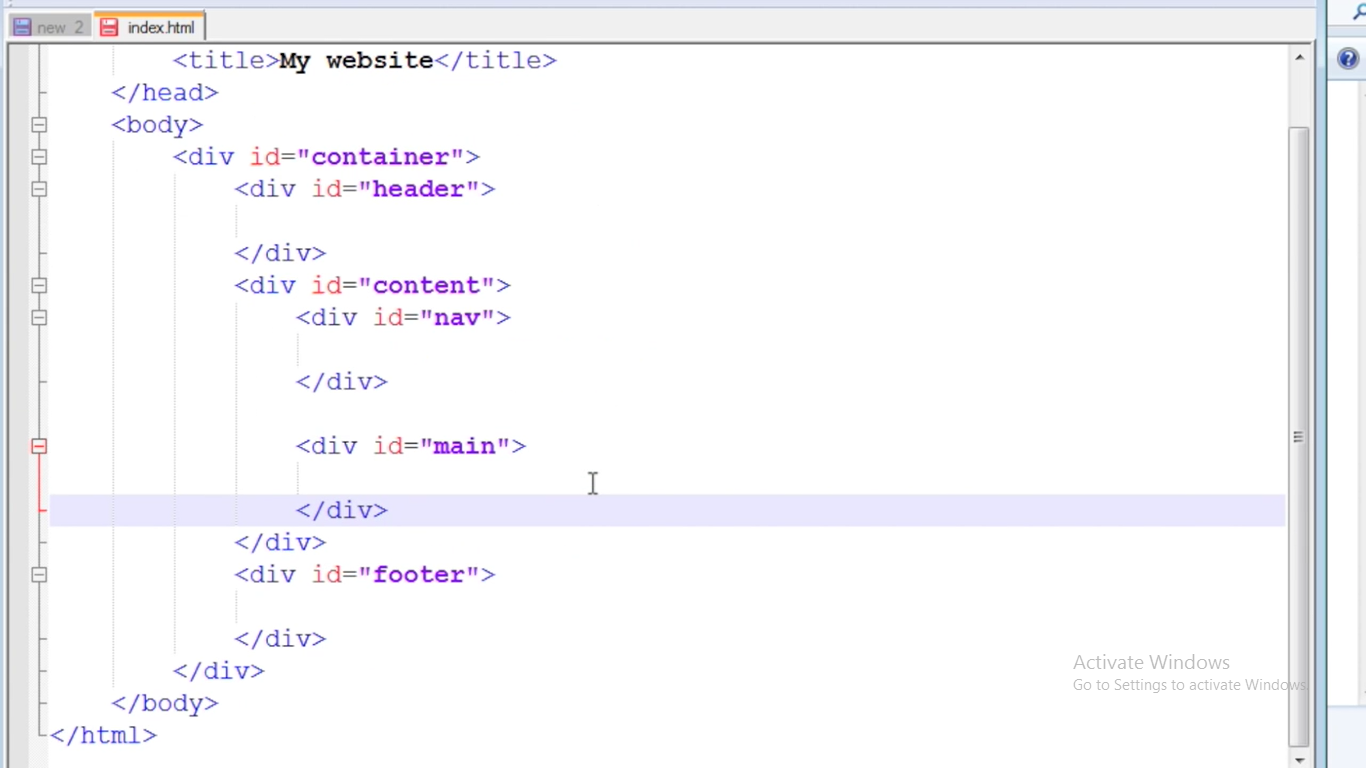 new 2 index.html
<title>My website</title>
</head>
<body>
<div id="container">
<div id="header">
</div>
<div id="content">
<div id="nav">
</div>
<div id="main">
</div>
</div>
<div id="footer">
</div>
</div>
</body>
</html>
Activate Windows
Go to Settings to activate Windows.